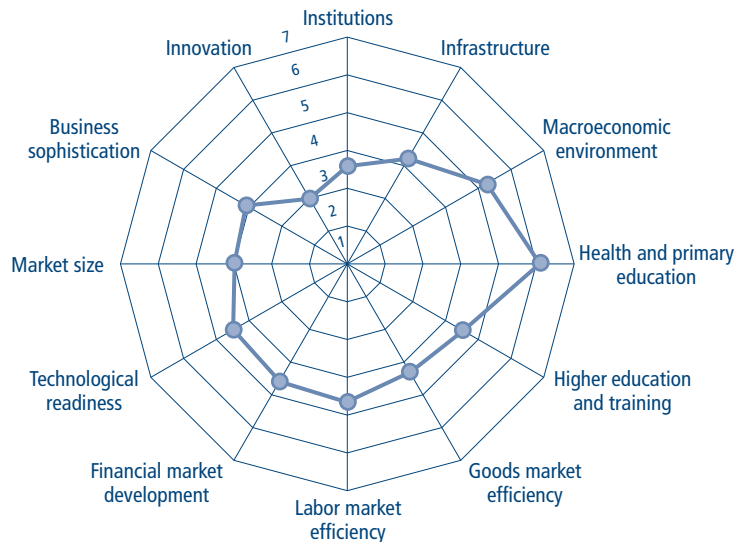 Institutions
Infrastructure
Macroeconomic
environment
Health and primary
education
Higher education
and training
Goods market
efficiency
Labor market
efficiency
Financial market
development
Technological
readiness
Market size
Business
sophistication
Innovation
7
6
5
4
3
2
1